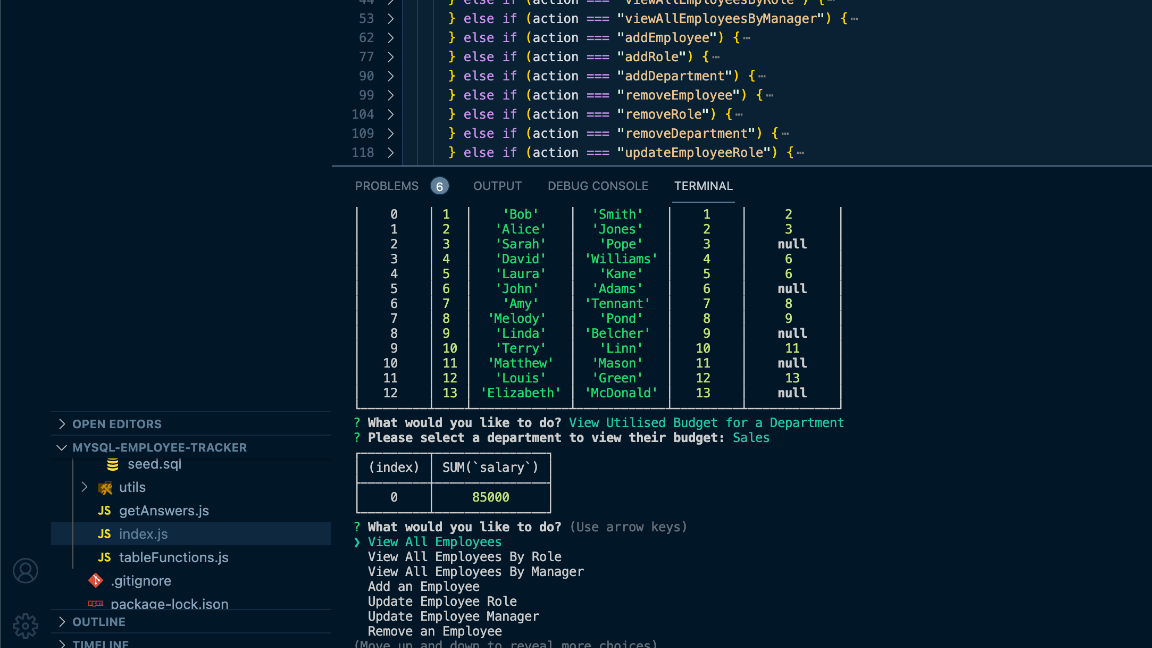 44 > } else if (action === "viewAllEmployeesByRole") {…
53 > } else if (action === "viewAllEmployeesByManager") {…
62 > } else if (action === "addEmployee") {…
77 > } else if (action === "addRole") {…
90 > } else if (action === "addDepartment") {…
99 > } else if (action === "removeEmployee") {…
104 > } else if (action === "removeRole") {…
109 > } else if (action === "removeDepartment") {…
118 > } else if (action === "updateEmployeeRole") {…
PROBLEMS 6 OUTPUT DEBUG CONSOLE TERMINAL
0 1 'Bob' 'Smith' 1 2
1 2 'Alice' 'Jones' 2 3
2 3 'Sarah' 'Pope' 3 null
3 4 'David' 'Williams' 4 6
4 5 'Laura' 'Kane' 5 6
5 6 'John' 'Adams' 6 null
6 7 'Amy' 'Tennant' 7 8
7 8 'Melody' 'Pond' 8 9
8 9 'Linda' 'Belcher' 9 null
9 10 'Terry' 'Linn' 10 11
10 11 'Matthew' 'Mason' 11 null
11 12 'Louis' 'Green' 12 13
12 13 'Elizabeth' 'McDonald' 13 null
? What would you like to do? View Utilised Budget for a Department
? Please select a department to view their budget: Sales
(index) SUM(`salary`)
0 85000
? What would you like to do? (Use arrow keys)
❯ View All Employees
View All Employees By Role
View All Employees By Manager
Add an Employee
Update Employee Role
Update Employee Manager
Remove an Employee
(Move up and down to reveal more choices)
OPEN EDITORS
MYSQL-EMPLOYEE-TRACKER
seed.sql
utils
JS getAnswers.js
JS index.js
JS tableFunctions.js
.gitignore
package-lock.json
OUTLINE
TIMELINE